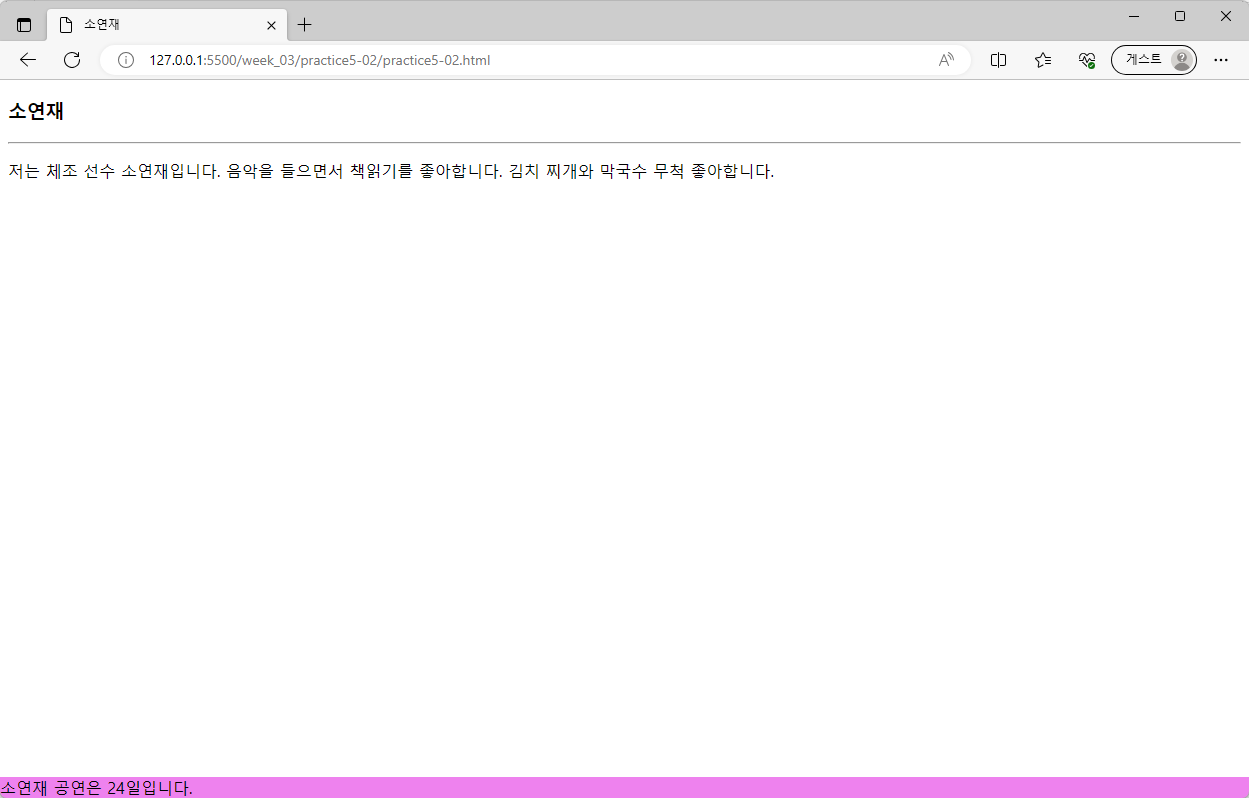 소연재
127.0.0.1:5500/week_03/practice5-02/practice5-02.html
게스트
소연재
저는 체조 선수 소연재입니다. 음악을 들으면서 책읽기를 좋아합니다. 김치 찌개와 막국수 무척 좋아합니다.
소연재 공연은 24일입니다.